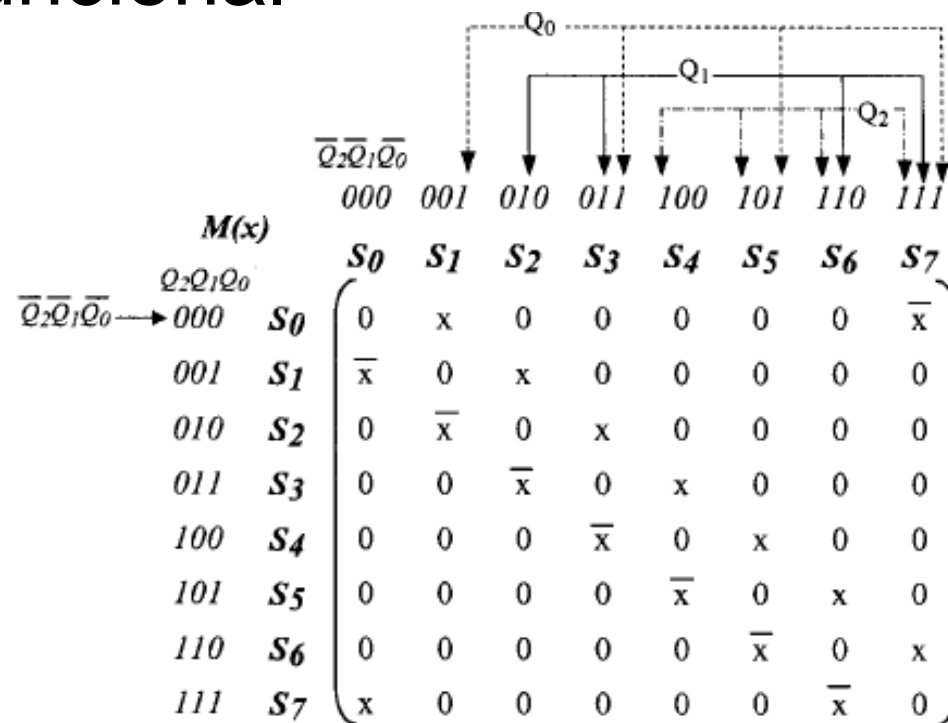 Q₀
Q₁
Q₂
Q̅₂Q̅₁Q̅₀
000 001 010 011 100 101 110 111
M(x)
S0 S1 S2 S3 S4 S5 S6 S7
Q₂Q₁Q₀
Q̅₂Q̅₁Q̅₀ 000 S0 0 x 0 0 0 0 0 x̅
001 S1 x̅ 0 x 0 0 0 0 0
010 S2 0 x̅ 0 x 0 0 0 0
011 S3 0 0 x̅ 0 x 0 0 0
100 S4 0 0 0 x̅ 0 x 0 0
101 S5 0 0 0 0 x̅ 0 x 0
110 S6 0 0 0 0 0 x̅ 0 x
111 S7 x 0 0 0 0 0 x̅ 0